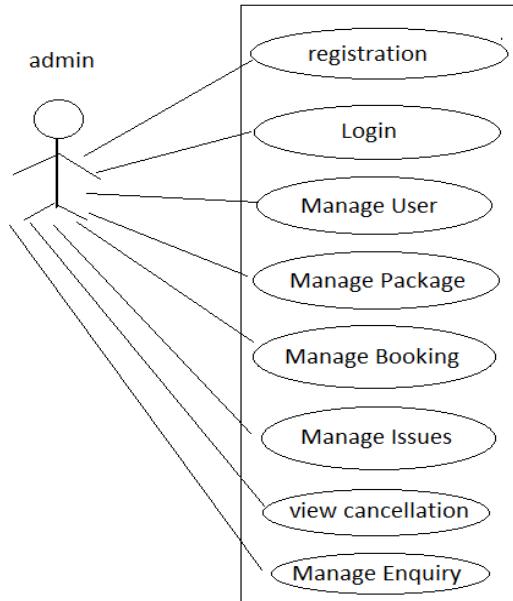 admin
registration
Login
Manage User
Manage Package
Manage Booking
Manage Issues
view cancellation
Manage Enquiry